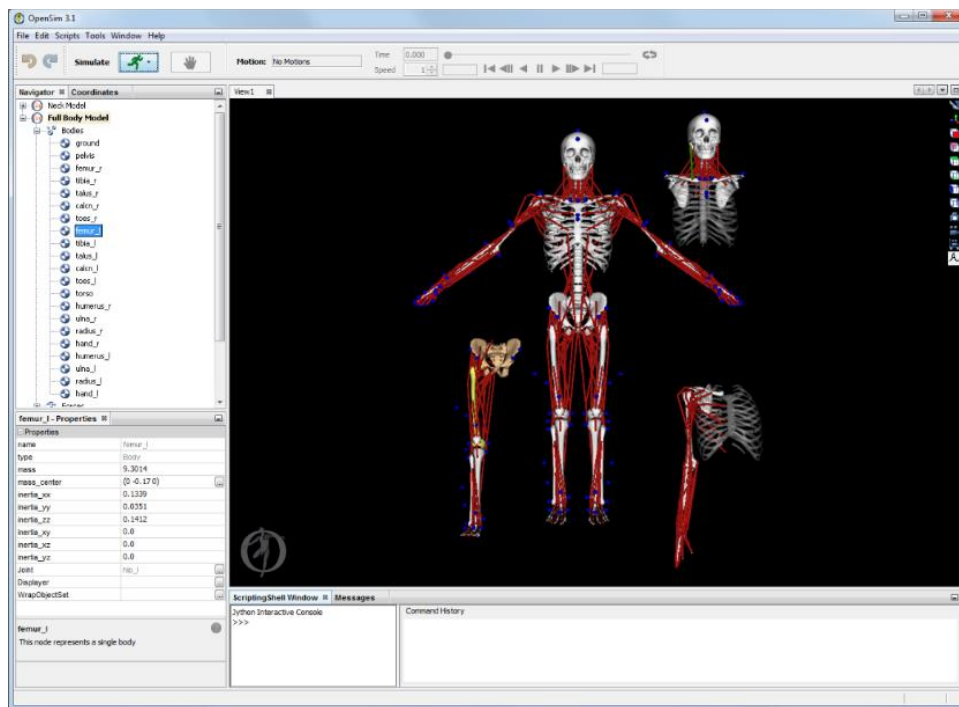 OpenSim 3.1
File Edit Scripts Tools Window Help
Simulate
Motion: No Motions
Time 0.000
Speed 1
Navigator Coordinates
Neck Model
Full Body Model
Bodies
ground
pelvis
femur_r
tibia_r
talus_r
calcn_r
toes_r
femur_l
tibia_l
talus_l
calcn_l
toes_l
torso
humerus_r
ulna_r
radius_r
hand_r
humerus_l
ulna_l
radius_l
hand_l
Forces
View1
femur_l - Properties
Properties
name femur_l
type Body
mass 9.3014
mass_center (0 -0.17 0)
inertia_xx 0.1339
inertia_yy 0.0351
inertia_zz 0.1412
inertia_xy 0.0
inertia_xz 0.0
inertia_yz 0.0
Joint hip_l
Displayer
WrapObjectSet
femur_l
This node represents a single body
ScriptingShell Window Messages
Jython Interactive Console
>>>
Command History